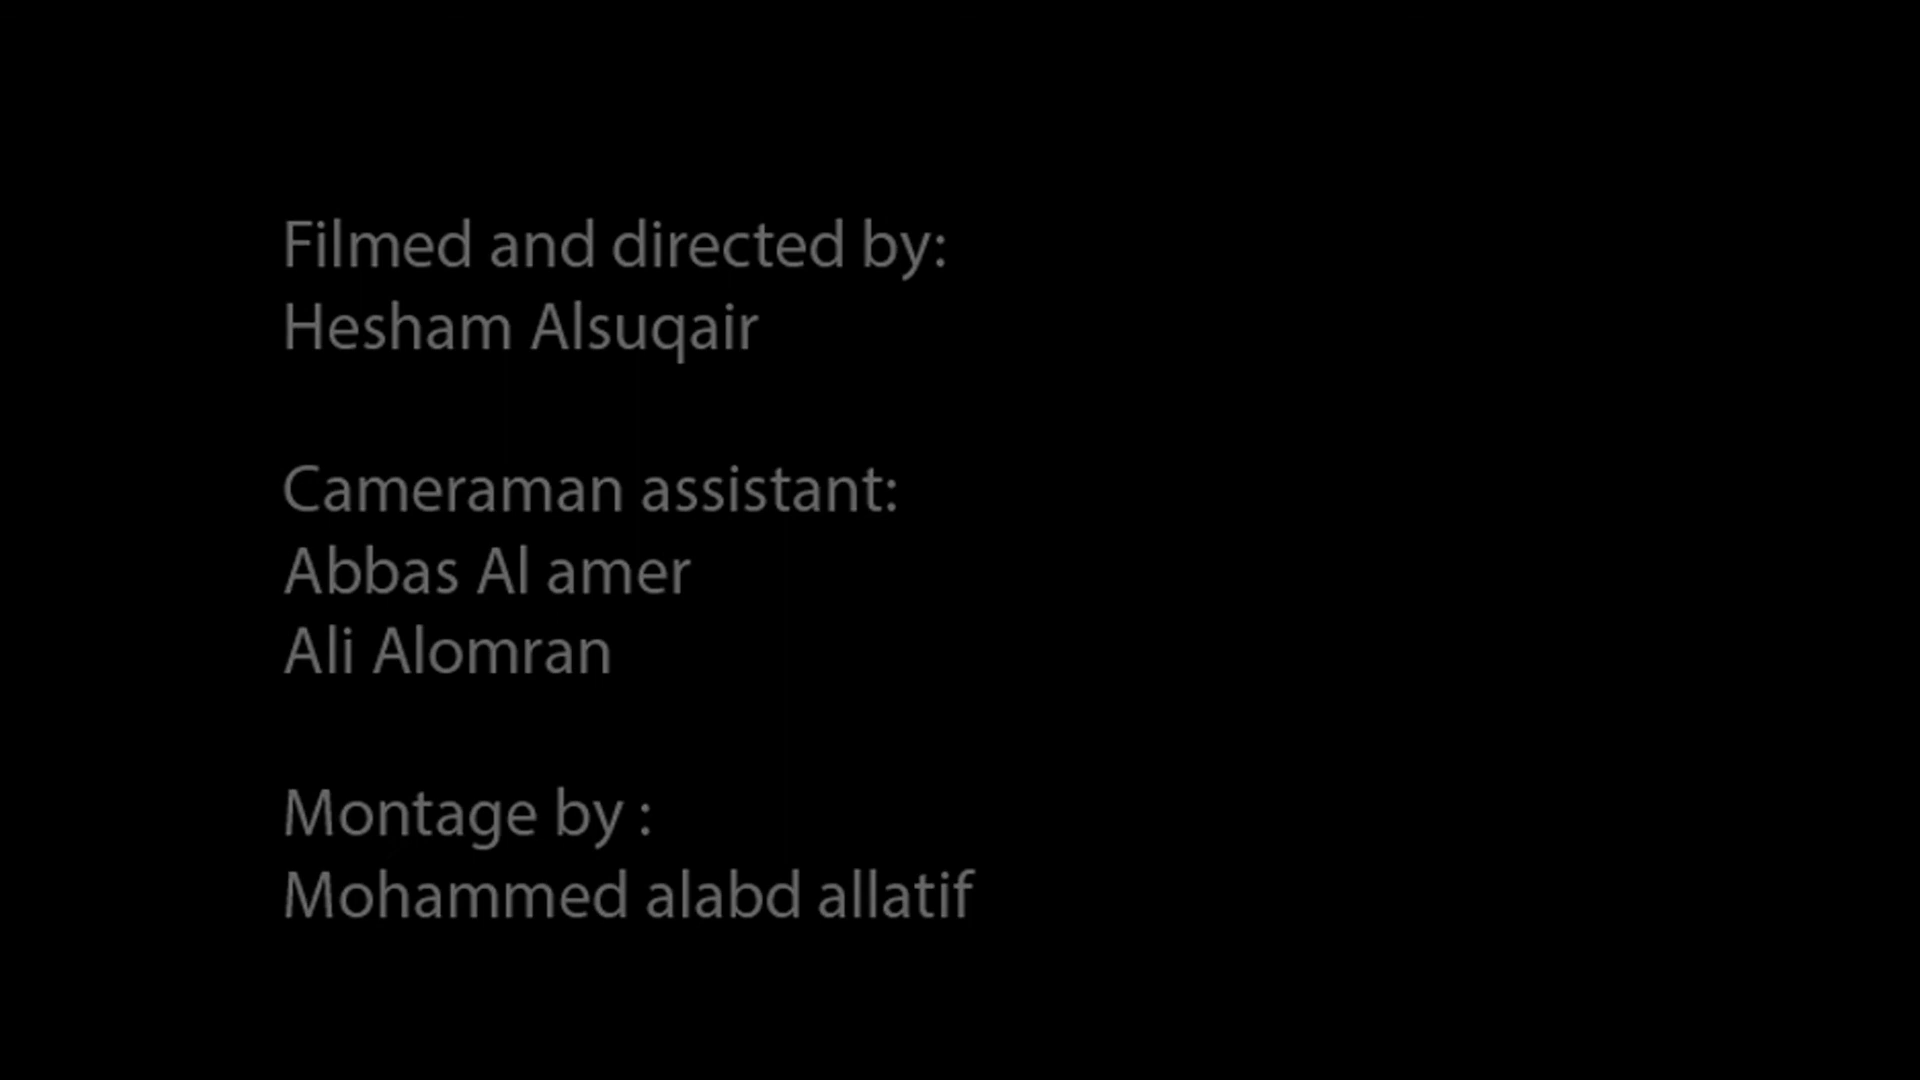 Filmed and directed by:
Hesham Alsuqair
Cameraman assistant:
Abbas Al amer
Ali Alomran
Montage by :
Mohammed alabd allatif